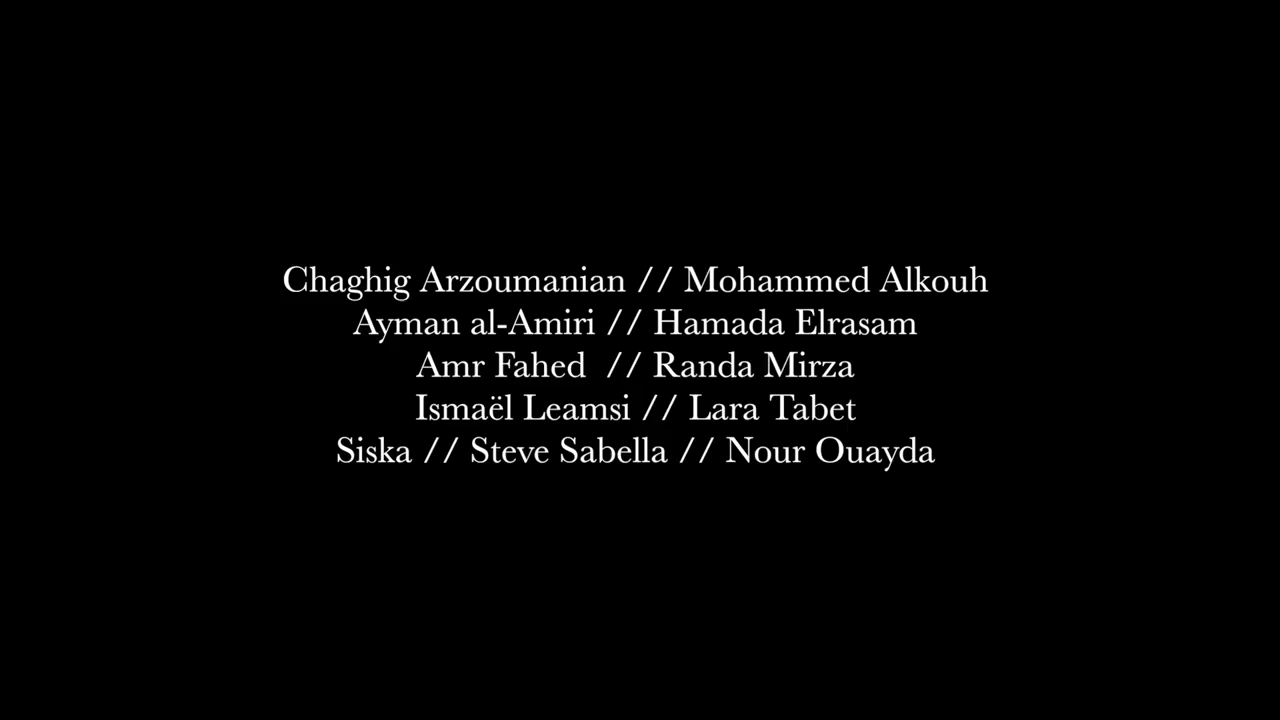 Chaghig Arzoumanian // Mohammed Alkouh
Ayman al-Amiri // Hamada Elrasam
Amr Fahed // Randa Mirza
Ismaël Leamsi // Lara Tabet
Siska // Steve Sabella // Nour Ouayda